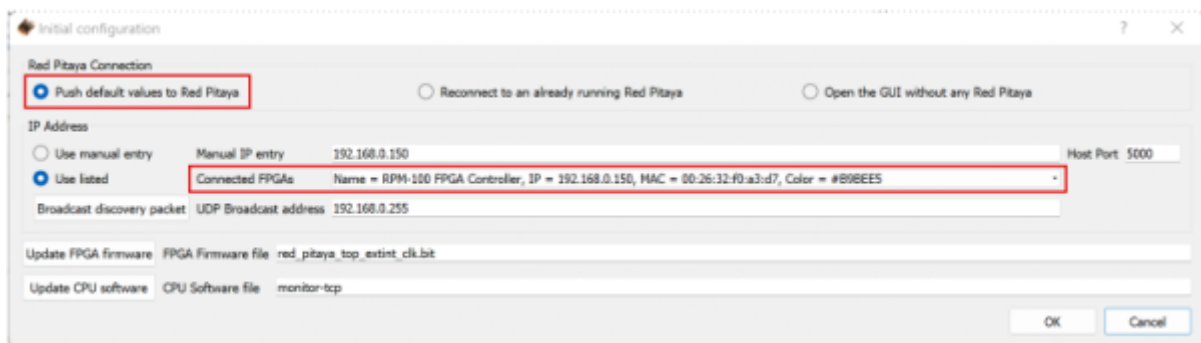 Initial configuration
Red Pitaya Connection
Push default values to Red Pitaya Reconnect to an already running Red Pitaya Open the GUI without any Red Pitaya
IP Address
Use manual entry Manual IP entry 192.168.0.150 Host Port 5000
Use listed Connected FPGAs Name = RPM-100 FPGA Controller, IP = 192.168.0.150, MAC = 00:26:32:f0:a3:d7, Color = #B9BEE5
Broadcast discovery packet UDP Broadcast address 192.168.0.255
Update FPGA firmware FPGA Firmware file red_pitaya_top_extint_clk.bit
Update CPU software CPU Software file monitor-tcp
OK Cancel